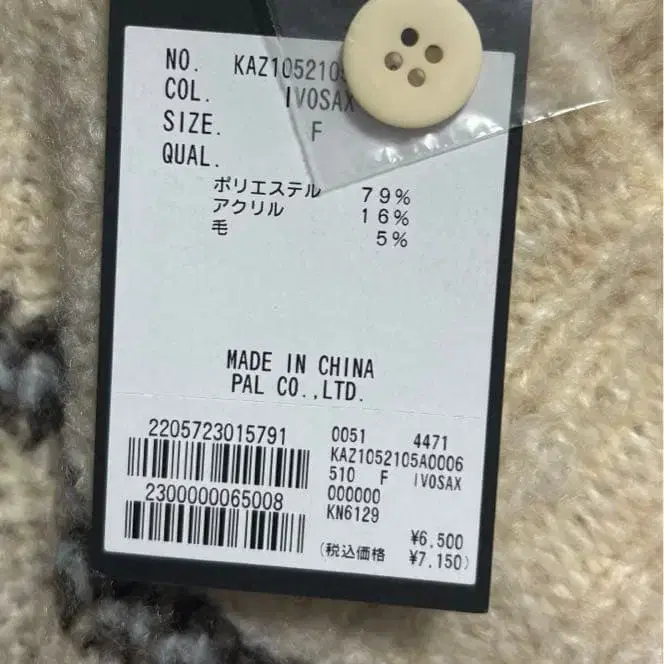 NO. KAZ105210
COL. IVOSAX
SIZE. F
QUAL.
ポリエステル 79%
アクリル 16%
毛 5%
MADE IN CHINA
PAL CO.,LTD.
2205723015791
2300000065008
0051 4471
KAZ1052105A0006
510 F IVOSAX
000000
KN6129
¥6,500
(税込価格 ¥7,150)